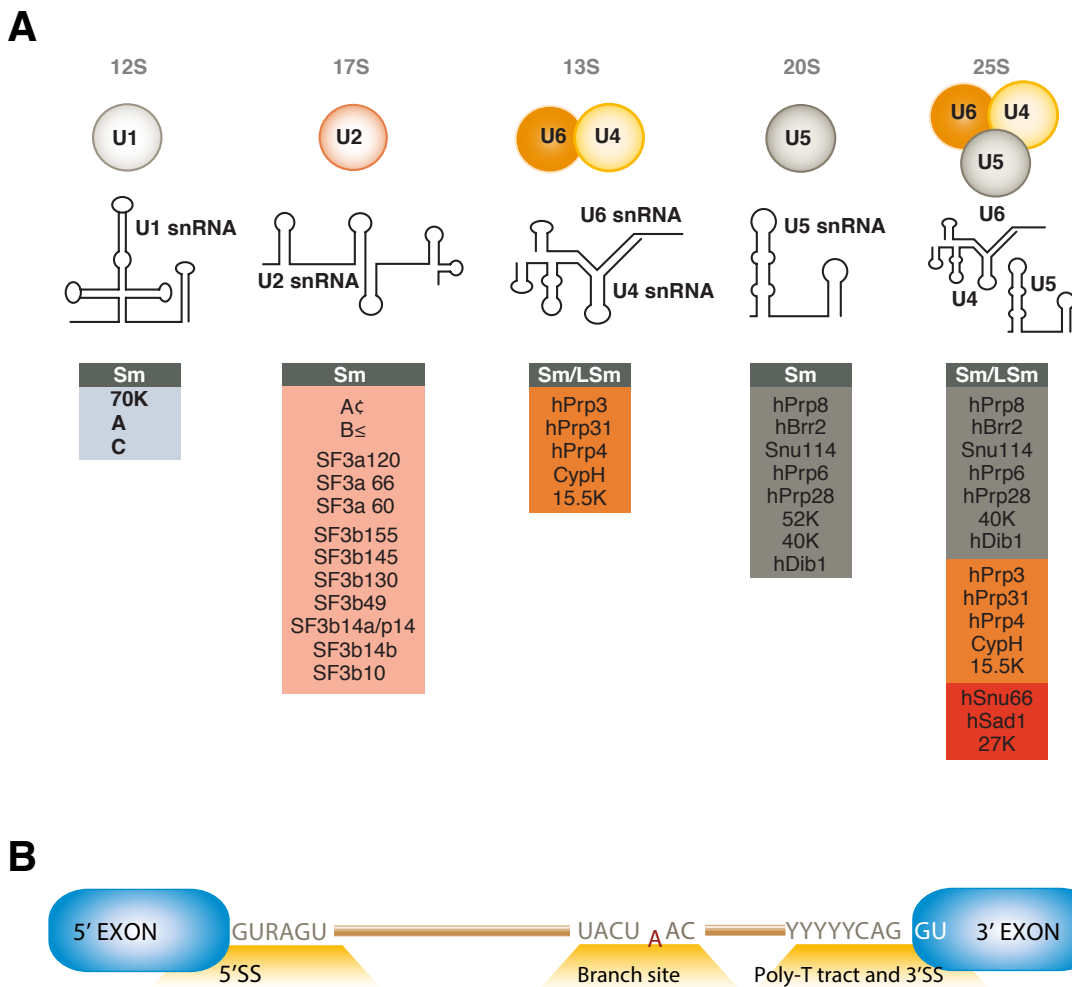 A
12S 17S 13S 20S 25S
U1 U2 U6 U4 U5 U6 U4
U5
U1 snRNA
U2 snRNA
U6 snRNA
U4 snRNA
U5 snRNA
U6
U4
U5
Sm
70K
A
C
Sm
A¢
B≤
SF3a120
SF3a 66
SF3a 60
SF3b155
SF3b145
SF3b130
SF3b49
SF3b14a/p14
SF3b14b
SF3b10
Sm/LSm
hPrp3
hPrp31
hPrp4
CypH
15.5K
Sm
hPrp8
hBrr2
Snu114
hPrp6
hPrp28
52K
40K
hDib1
Sm/LSm
hPrp8
hBrr2
Snu114
hPrp6
hPrp28
40K
hDib1
hPrp3
hPrp31
hPrp4
CypH
15.5K
hSnu66
hSad1
27K
B
5′ EXON GURAGU UACU A AC YYYYYCAG GU 3′ EXON
5′SS Branch site Poly-T tract and 3′SS